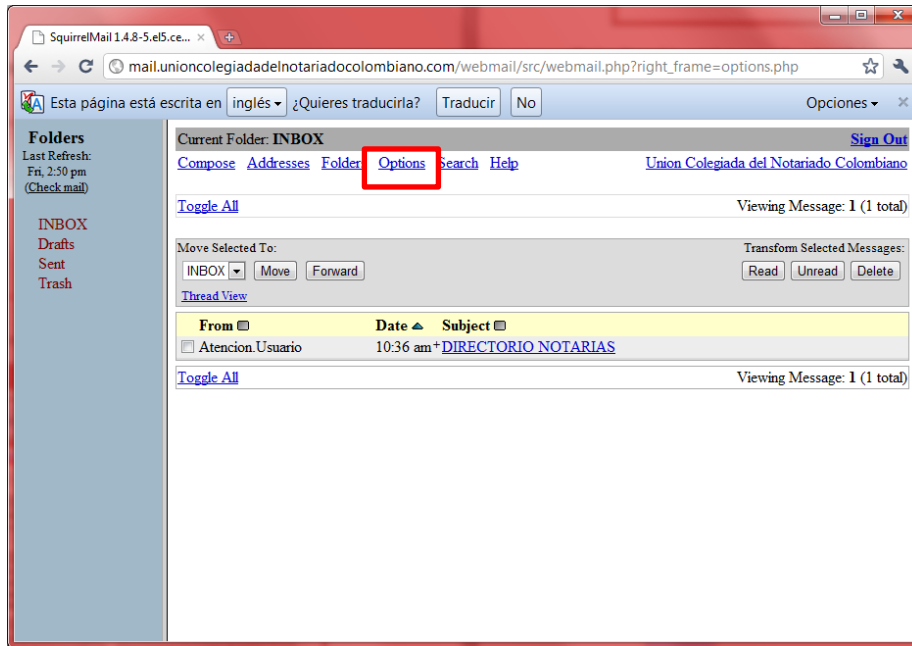 SquirrelMail 1.4.8-5.el5.ce...
mail.unioncolegiadadelnotariadocolombiano.com/webmail/src/webmail.php?right_frame=options.php
Esta página está escrita en inglés ¿Quieres traducirla? Traducir No Opciones
Folders
Last Refresh:
Fri, 2:50 pm
(Check mail)
INBOX
Drafts
Sent
Trash
Current Folder: INBOX Sign Out
Compose Addresses Folders Options Search Help Union Colegiada del Notariado Colombiano
Toggle All Viewing Message: 1 (1 total)
Move Selected To: Transform Selected Messages:
INBOX Move Forward Read Unread Delete
Thread View
From Date Subject
Atencion.Usuario 10:36 am + DIRECTORIO NOTARIAS
Toggle All Viewing Message: 1 (1 total)